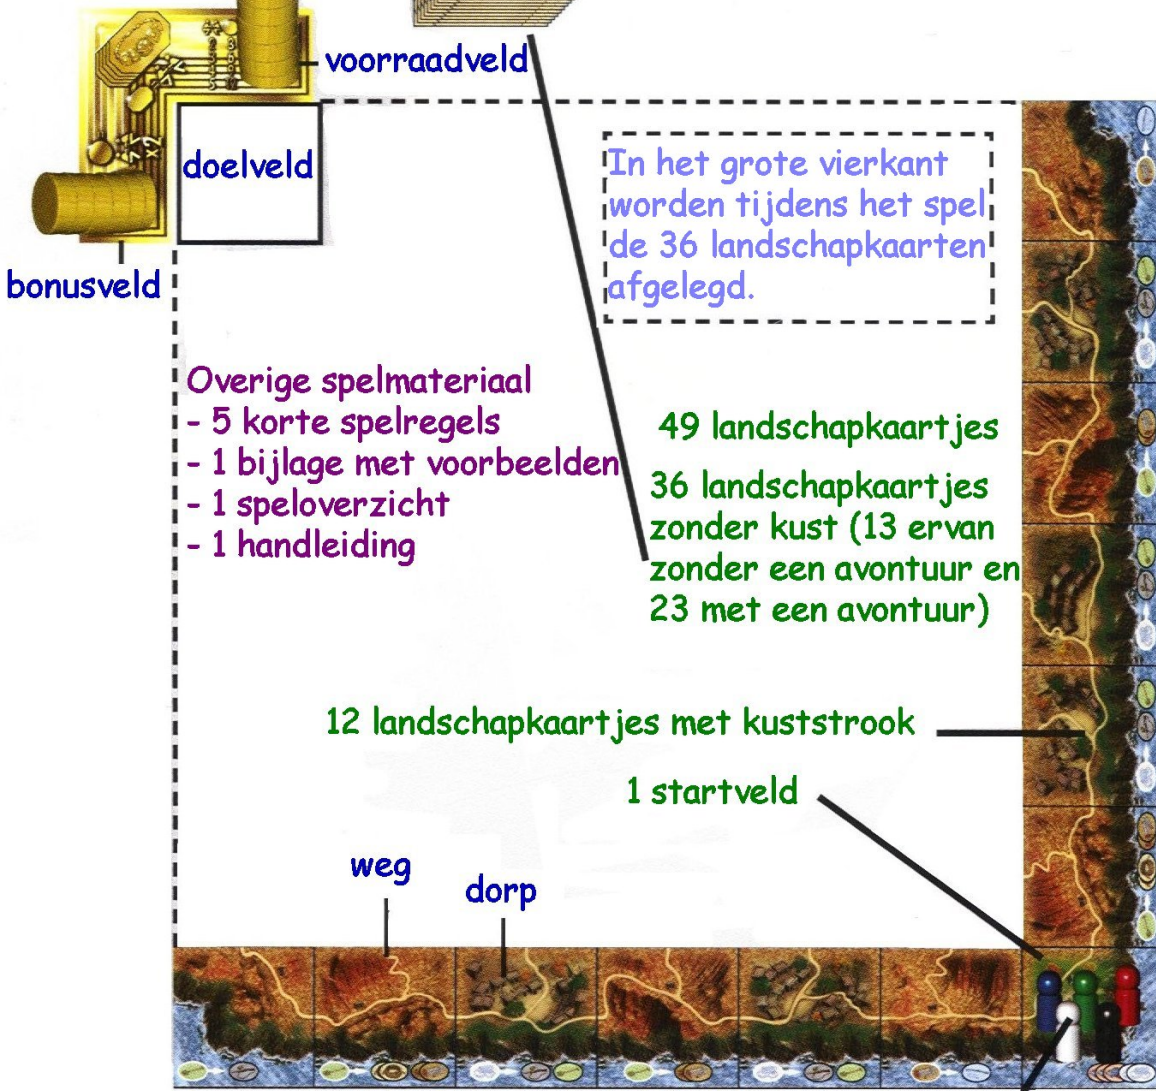 voorraadveld
doelveld
bonusveld
In het grote vierkant
worden tijdens het spel
de 36 landschapkaarten
afgelegd.
Overige spelmateriaal
- 5 korte spelregels
- 1 bijlage met voorbeelden
- 1 speloverzicht
- 1 handleiding
49 landschapkaartjes
36 landschapkaartjes
zonder kust (13 ervan
zonder een avontuur en
23 met een avontuur)
12 landschapkaartjes met kuststrook
1 startveld
weg
dorp